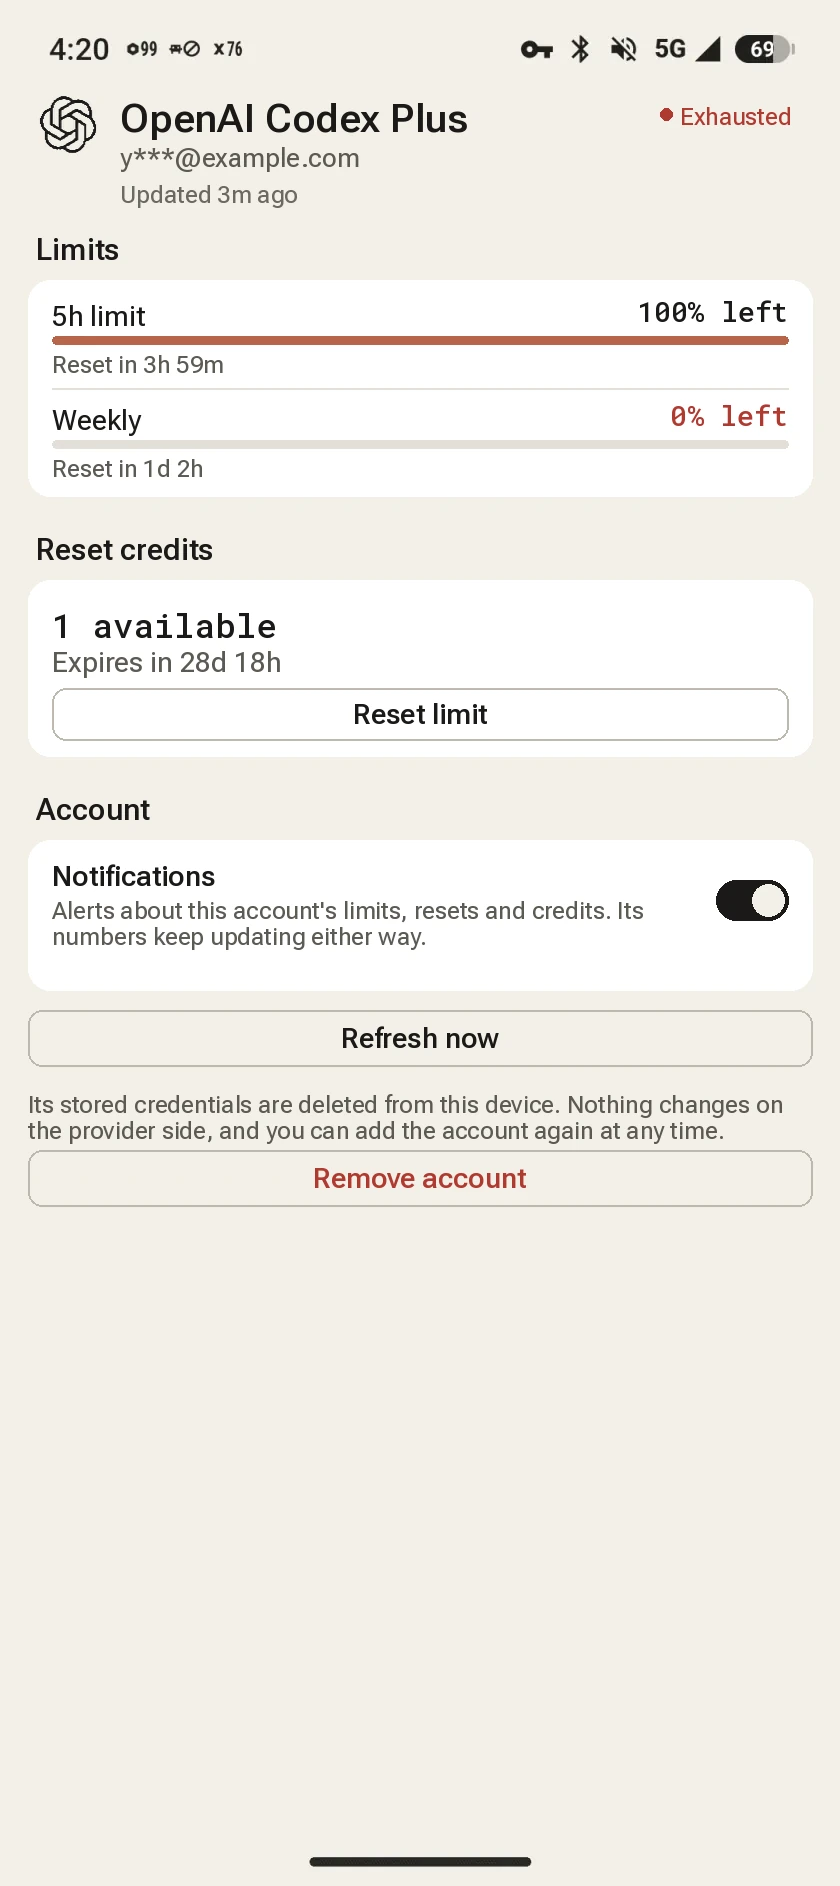 4:20 99 x 76 5G 69
OpenAI Codex Plus
Exhausted
y***@example.com
Updated 3m ago
Limits
5h limit 100% left
Reset in 3h 59m
Weekly 0% left
Reset in 1d 2h
Reset credits
1 available
Expires in 28d 18h
Reset limit
Account
Notifications
Alerts about this account's limits, resets and credits. Its
numbers keep updating either way.
Refresh now
Its stored credentials are deleted from this device. Nothing changes on
the provider side, and you can add the account again at any time.
Remove account